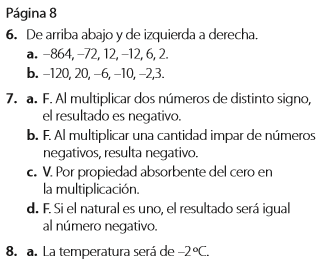 Página 8
6. De arriba abajo y de izquierda a derecha.
a. –864, –72, 12, –12, 6, 2.
b. –120, 20, –6, –10, –2,3.
7. a. F. Al multiplicar dos números de distinto signo,
el resultado es negativo.
b. F. Al multiplicar una cantidad impar de números
negativos, resulta negativo.
c. V. Por propiedad absorbente del cero en
la multiplicación.
d. F. Si el natural es uno, el resultado será igual
al número negativo.
8. a. La temperatura será de –2 ºC.